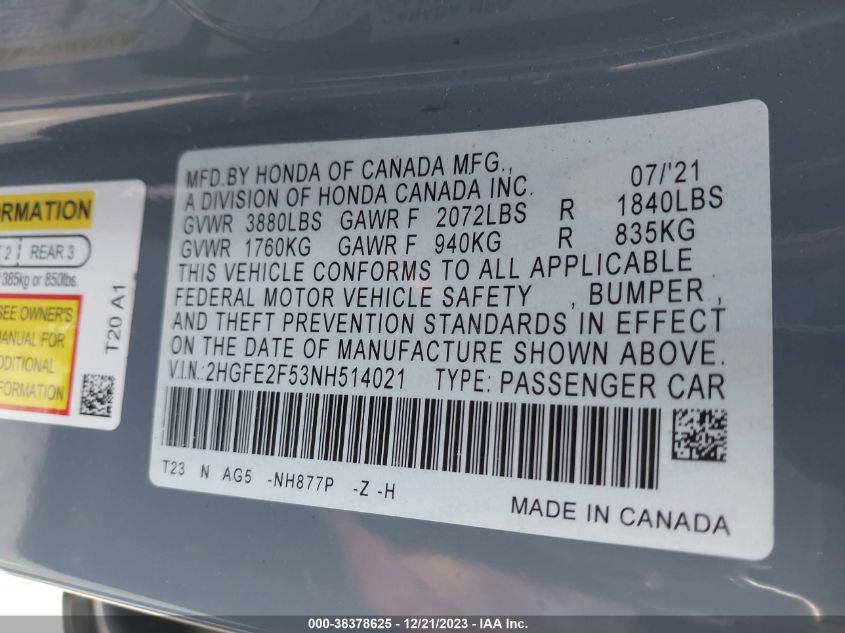 CANADA MFG
ORMATION
2 REAR 3
385kg or 850lbs.
SEE OWNER'S
MANUAL FOR
ADDITIONAL
FORMATION
T20 A1
MFD.BY HONDA OF CANADA MFG., 07/'21
A DIVISION OF HONDA CANADA INC.
GVWR 3880LBS GAWR F 2072LBS R 1840LBS
GVWR 1760KG GAWR F 940KG R 835KG
THIS VEHICLE CONFORMS TO ALL APPLICABLE
FEDERAL MOTOR VEHICLE SAFETY , BUMPER ,
AND THEFT PREVENTION STANDARDS IN EFFECT
ON THE DATE OF MANUFACTURE SHOWN ABOVE.
V.I.N.:2HGFE2F53NH514021 TYPE: PASSENGER CAR
T23 N AG5 -NH877P -Z -H
MADE IN CANADA
000-38378625 - 12/21/2023 - IAA Inc.